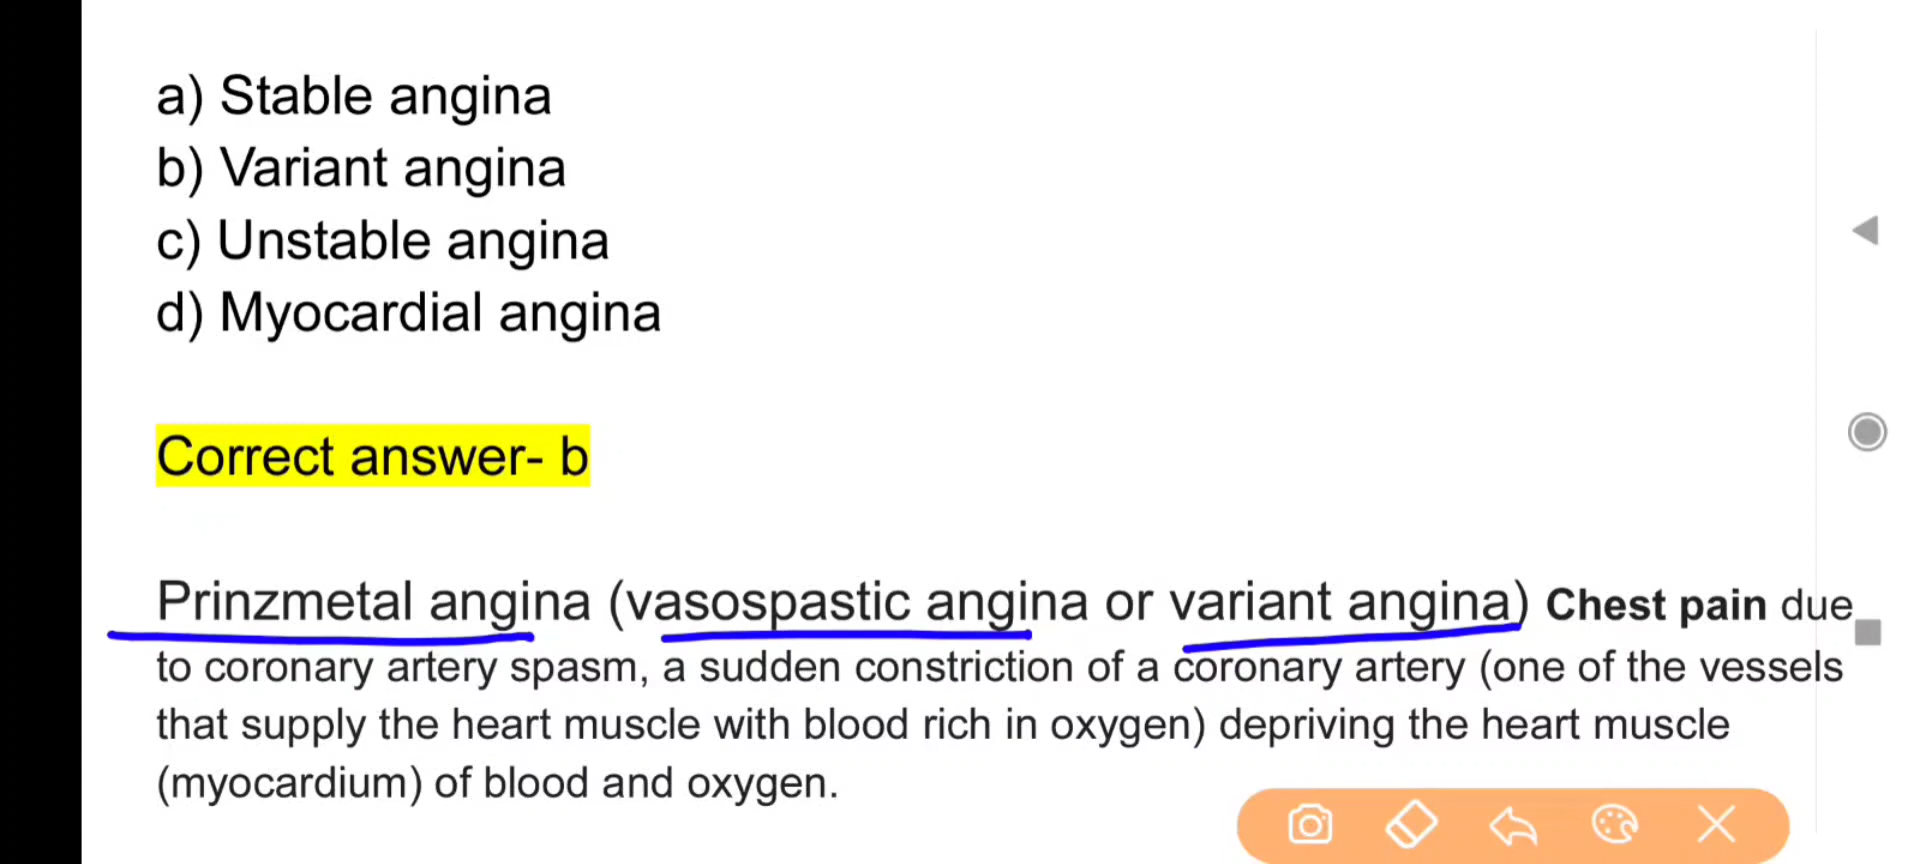 a) Stable angina
b) Variant angina
c) Unstable angina
d) Myocardial angina
Correct answer- b
Prinzmetal angina (vasospastic angina or variant angina) Chest pain due
to coronary artery spasm, a sudden constriction of a coronary artery (one of the vessels
that supply the heart muscle with blood rich in oxygen) depriving the heart muscle
(myocardium) of blood and oxygen.